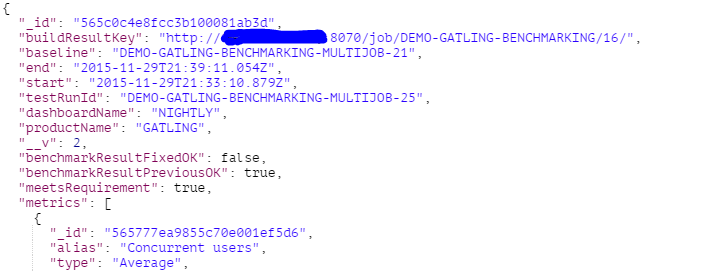 {
"_id": "565c0c4e8fcc3b100081ab3d",
"buildResultKey": "http:// 8070/job/DEMO-GATLING-BENCHMARKING/16/",
"baseline": "DEMO-GATLING-BENCHMARKING-MULTIJOB-21",
"end": "2015-11-29T21:39:11.054Z",
"start": "2015-11-29T21:33:10.879Z",
"testRunId": "DEMO-GATLING-BENCHMARKING-MULTIJOB-25",
"dashboardName": "NIGHTLY",
"productName": "GATLING",
"__v": 2,
"benchmarkResultFixedOK": false,
"benchmarkResultPreviousOK": true,
"meetsRequirement": true,
"metrics": [
{
"_id": "565777ea9855c70e001ef5d6",
"alias": "Concurrent users",
"type": "Average",